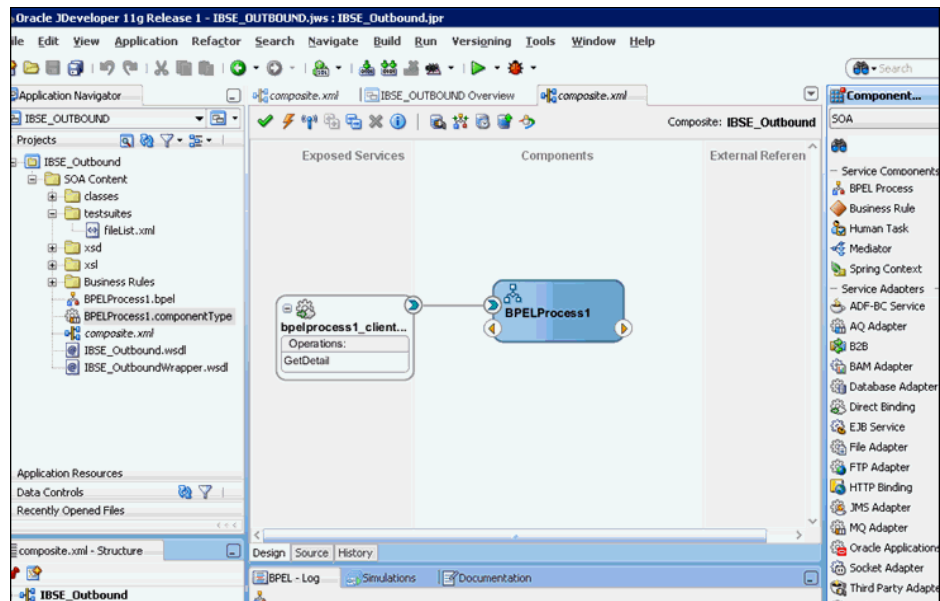 Oracle JDeveloper 11g Release 1 - IBSE_OUTBOUND.jws : IBSE_Outbound.jpr
ile Edit View Application Refactor Search Navigate Build Run Versioning Tools Window Help
Search
Application Navigator
composite.xml
IBSE_OUTBOUND Overview
composite.xml
Component...
IBSE_OUTBOUND
Composite: IBSE_Outbound
SOA
Projects
IBSE_Outbound
SOA Content
classes
testsuites
fileList.xml
xsd
xsl
Business Rules
BPELProcess1.bpel
BPELProcess1.componentType
composite.xml
IBSE_Outbound.wsdl
IBSE_OutboundWrapper.wsdl
Application Resources
Data Controls
Recently Opened Files
composite.xml - Structure
IBSE_Outbound
Exposed Services
Components
External Referen
bpelprocess1_client...
Operations:
GetDetail
BPELProcess1
Design Source History
BPEL - Log
Simulations
Documentation
Service Components
BPEL Process
Business Rule
Human Task
Mediator
Spring Context
Service Adapters
ADF-BC Service
AQ Adapter
B2B
BAM Adapter
Database Adapter
Direct Binding
EJB Service
File Adapter
FTP Adapter
HTTP Binding
JMS Adapter
MQ Adapter
Oracle Applications
Socket Adapter
Third Party Adapte